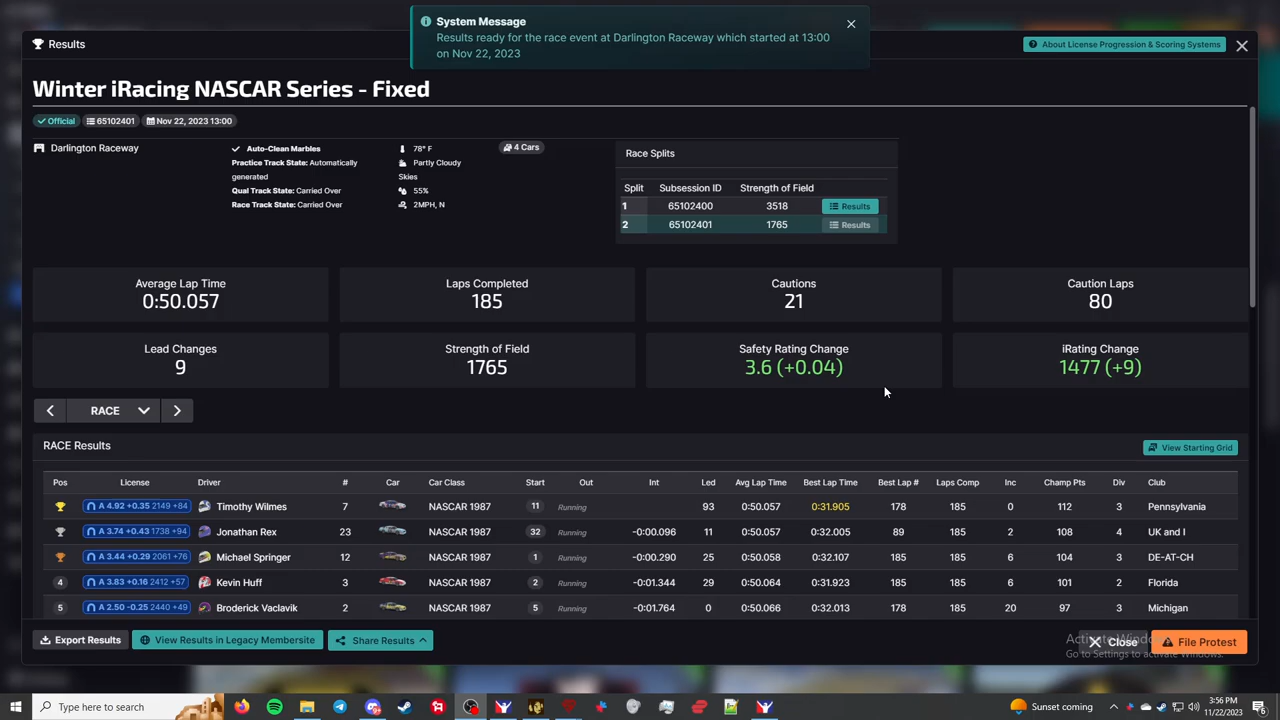 System Message
Results ready for the race event at Darlington Raceway which started at 13:00
on Nov 22, 2023
Results
About License Progression & Scoring Systems
Winter iRacing NASCAR Series - Fixed
Official 65102401 Nov 22, 2023 13:00
Darlington Raceway
Auto-Clean Marbles
Practice Track State: Automatically
generated
Qual Track State: Carried Over
Race Track State: Carried Over
78° F
Partly Cloudy
Skies
55%
2MPH, N
4 Cars
Race Splits
Split Subsession ID Strength of Field
1 65102400 3518 Results
2 65102401 1765 Results
Average Lap Time Laps Completed Cautions Caution Laps
0:50.057 185 21 80
Lead Changes Strength of Field Safety Rating Change iRating Change
9 1765 3.6 (+0.04) 1477 (+9)
RACE
RACE Results
View Starting Grid
Pos License Driver # Car Car Class Start Out Int Led Avg Lap Time Best Lap Time Best Lap # Laps Comp Inc Champ Pts Div Club
A 4.92 +0.35 2149 +84 Timothy Wilmes 7 NASCAR 1987 11 Running 93 0:50.057 0:31.905 178 185 0 112 3 Pennsylvania
A 3.74 +0.43 1738 +94 Jonathan Rex 23 NASCAR 1987 32 Running -0:00.096 11 0:50.057 0:32.005 89 185 2 108 4 UK and I
A 3.44 +0.29 2061 +76 Michael Springer 12 NASCAR 1987 1 Running -0:00.290 25 0:50.058 0:32.107 185 185 6 104 3 DE-AT-CH
4 A 3.83 +0.16 2412 +57 Kevin Huff 3 NASCAR 1987 2 Running -0:01.344 29 0:50.064 0:31.923 185 185 6 101 2 Florida
5 A 2.50 -0.25 2440 +49 Broderick Vaclavik 2 NASCAR 1987 5 Running -0:01.764 0 0:50.066 0:32.013 178 185 20 97 3 Michigan
Export Results View Results in Legacy Membersite Share Results
Close File Protest
Activate Windows
Go to Settings to activate Windows.
Type here to search
Sunset coming
3:56 PM
11/22/2023
6